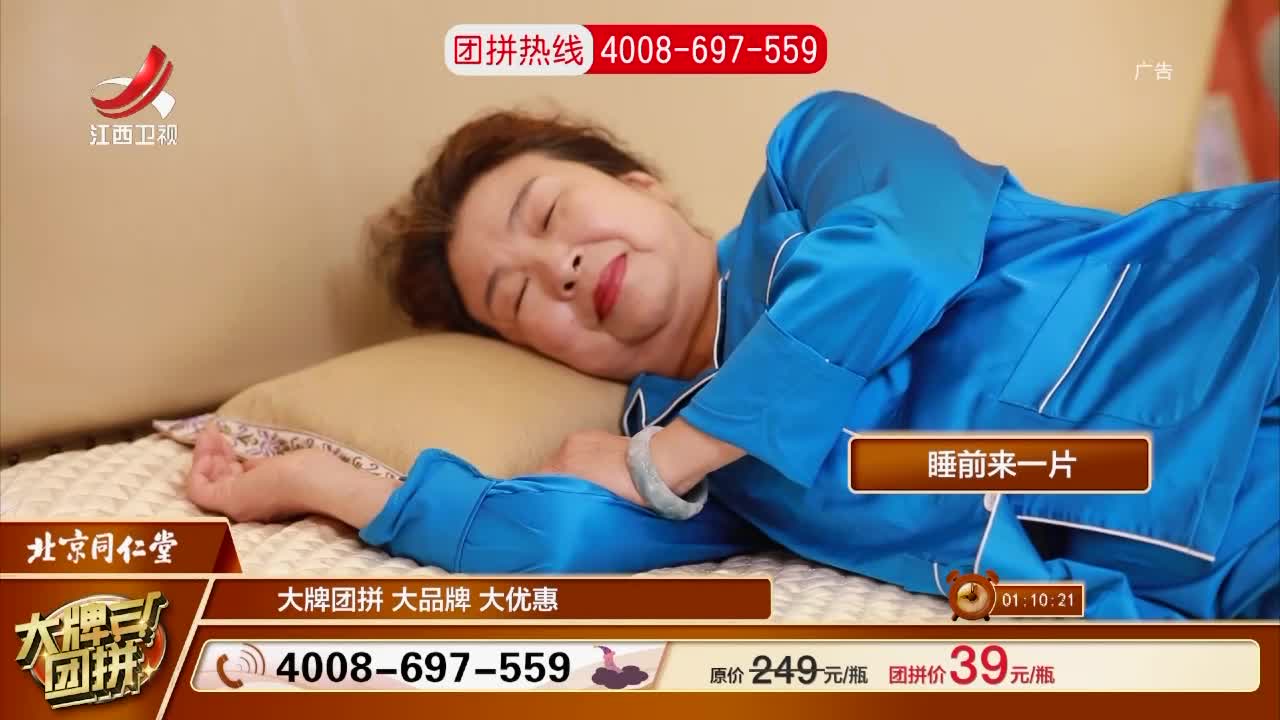 团拼热线 4008-697-559
广告
江西卫视
睡前来一片
北京同仁堂
大牌团拼 大品牌 大优惠
01:10:21
大牌云!
团拼
4008-697-559
原价 249元/瓶 团拼价39元/瓶